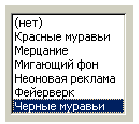 (нет)
Красные муравьи
Мерцание
Мигающий фон
Неоновая реклама
Фейерверк
Черные муравьи